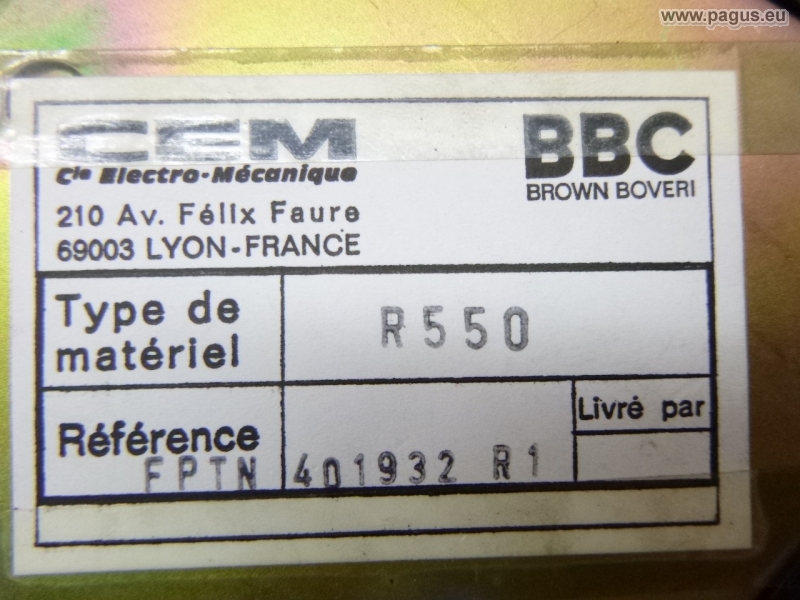 www.pagus.eu
CEM
BBC
Cie Electro-Mécanique
BROWN BOVERI
210 Av. Félix Faure
69003 LYON-FRANCE
Type de
matériel
R550
Livré par
Référence
FPTN 401932 R1